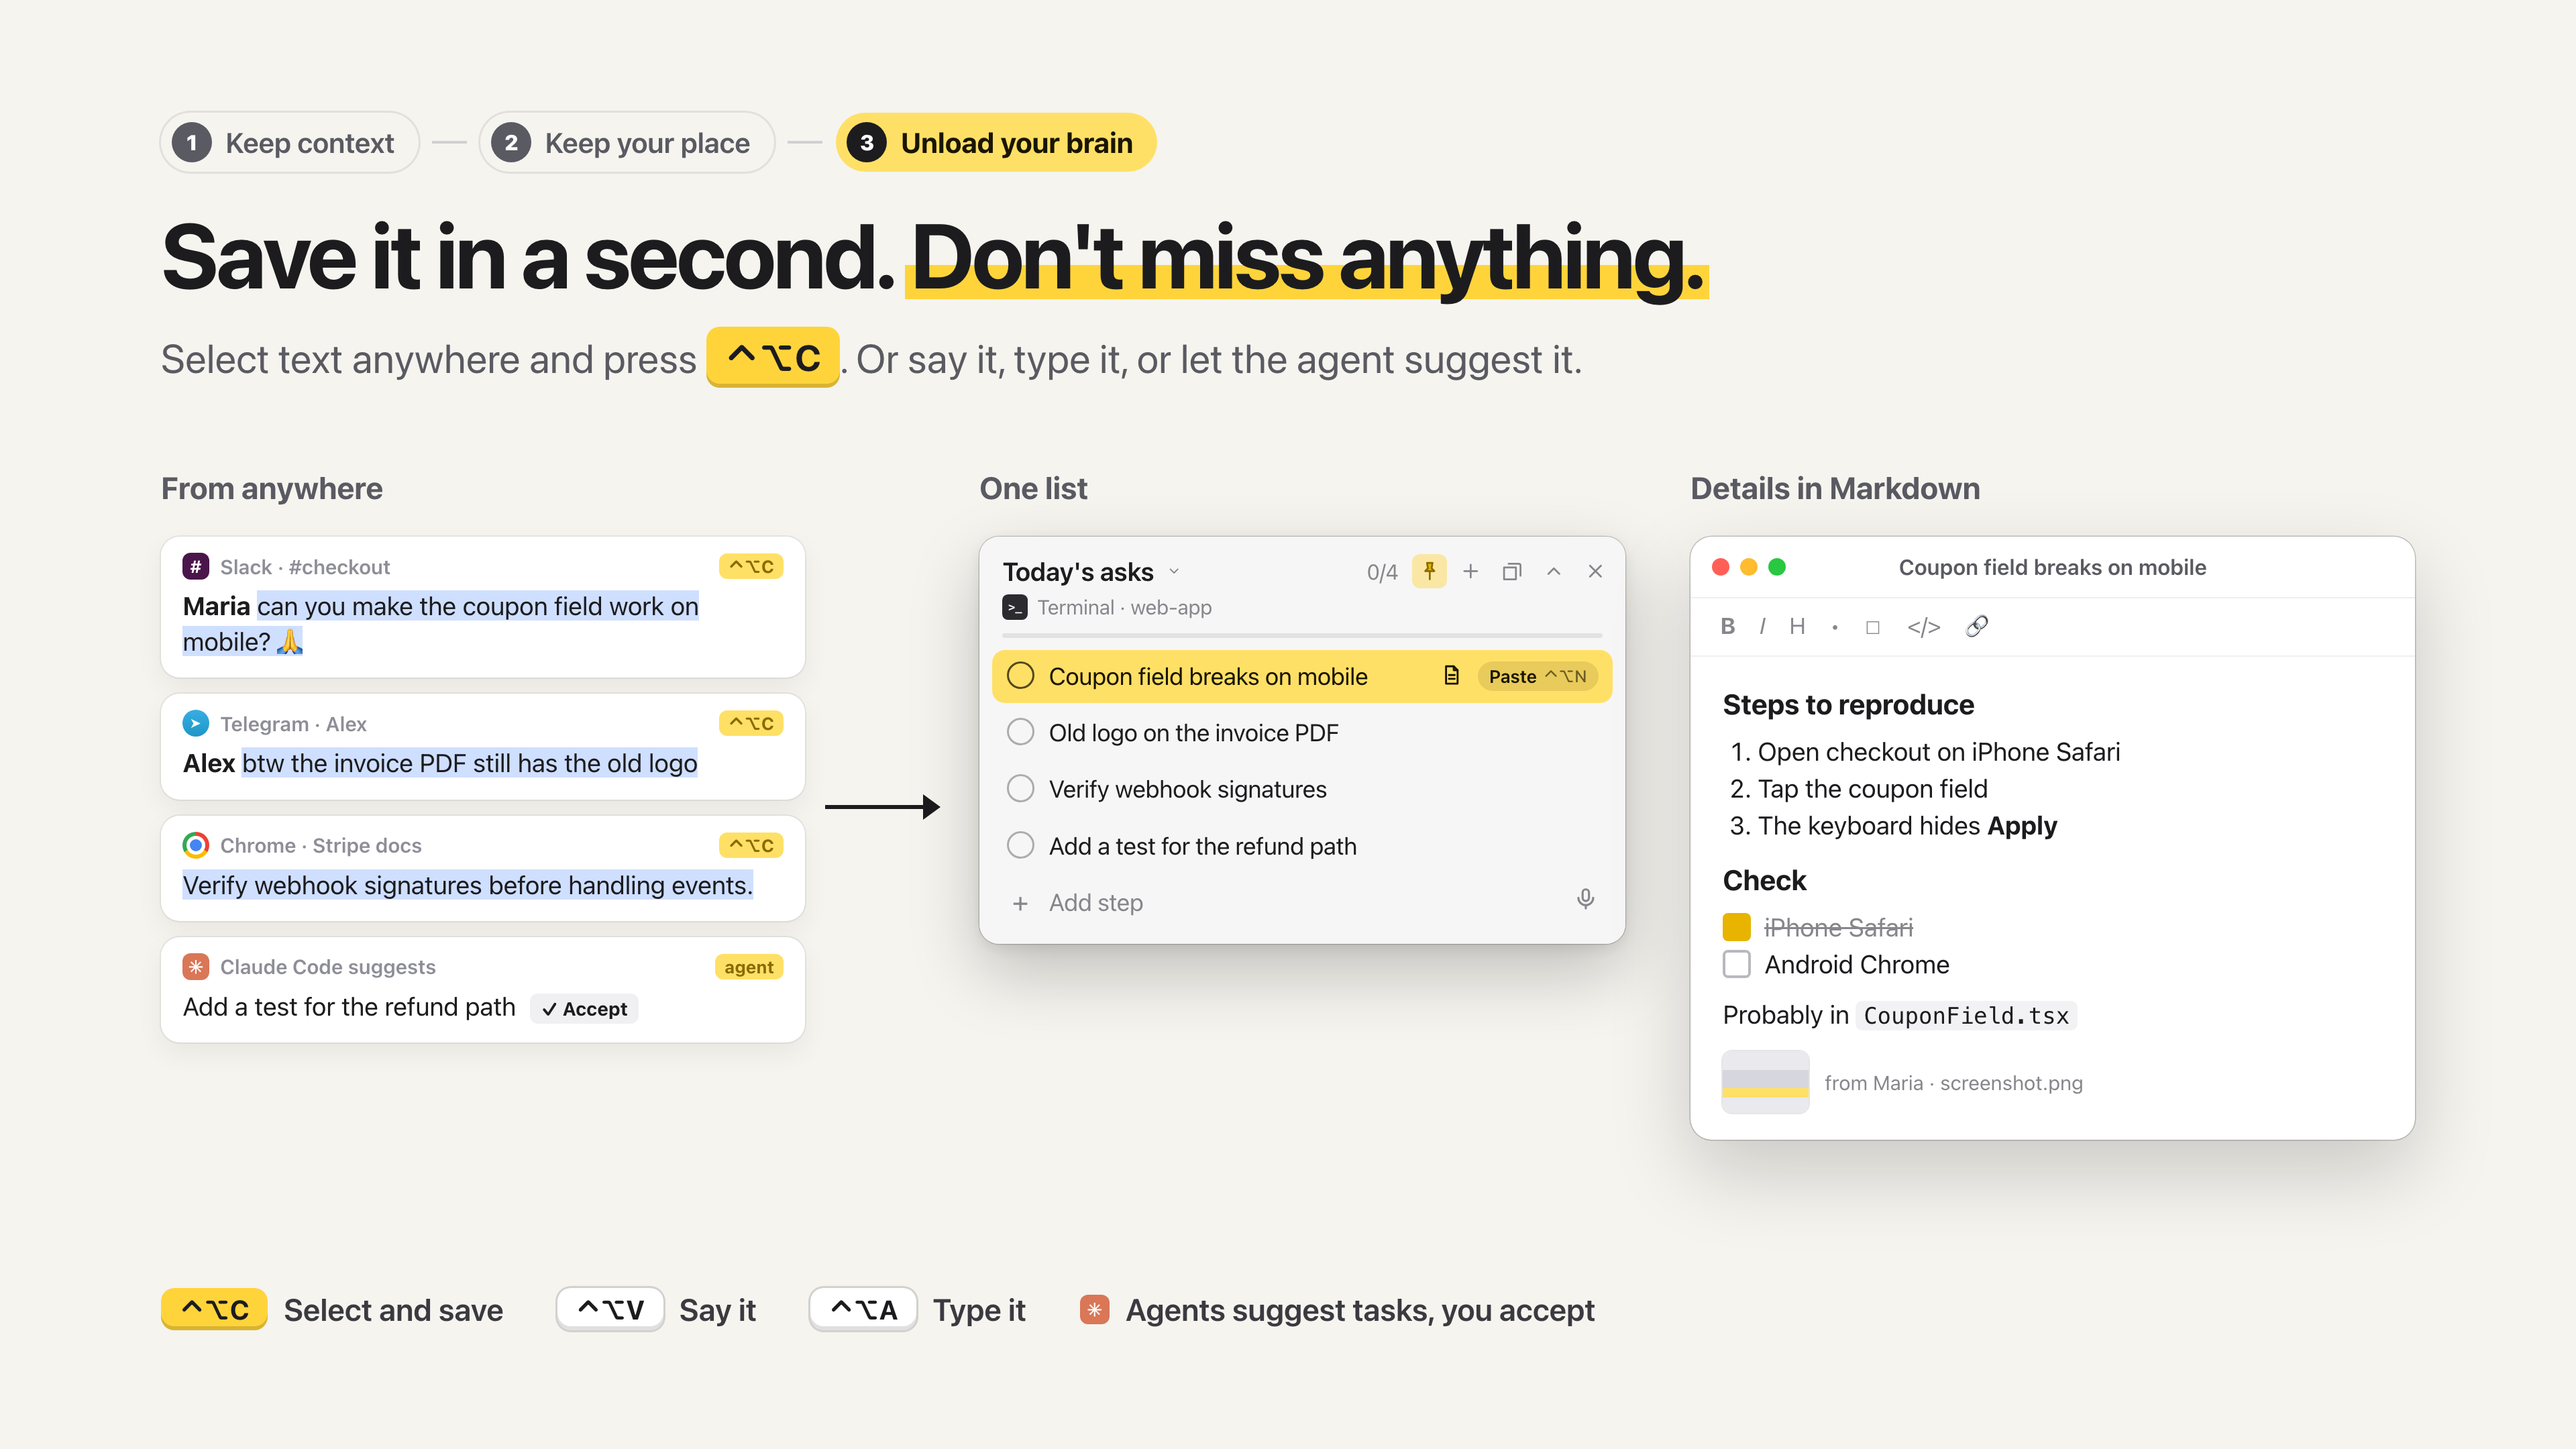 1 Keep context
2 Keep your place
3 Unload your brain
Save it in a second. Don't miss anything.
Select text anywhere and press ⌃⌥C. Or say it, type it, or let the agent suggest it.
From anywhere
# Slack · #checkout ⌃⌥C
Maria can you make the coupon field work on
mobile? 🙏
Telegram · Alex ⌃⌥C
Alex btw the invoice PDF still has the old logo
Chrome · Stripe docs ⌃⌥C
Verify webhook signatures before handling events.
Claude Code suggests agent
Add a test for the refund path ✓ Accept
One list
Today's asks 0/4
>_ Terminal · web-app
Coupon field breaks on mobile Paste ⌃⌥N
Old logo on the invoice PDF
Verify webhook signatures
Add a test for the refund path
+ Add step
Details in Markdown
Coupon field breaks on mobile
B I H • □ </> 🔗
Steps to reproduce
1. Open checkout on iPhone Safari
2. Tap the coupon field
3. The keyboard hides Apply
Check
iPhone Safari
Android Chrome
Probably in CouponField.tsx
from Maria · screenshot.png
⌃⌥C Select and save
⌃⌥V Say it
⌃⌥A Type it
Agents suggest tasks, you accept